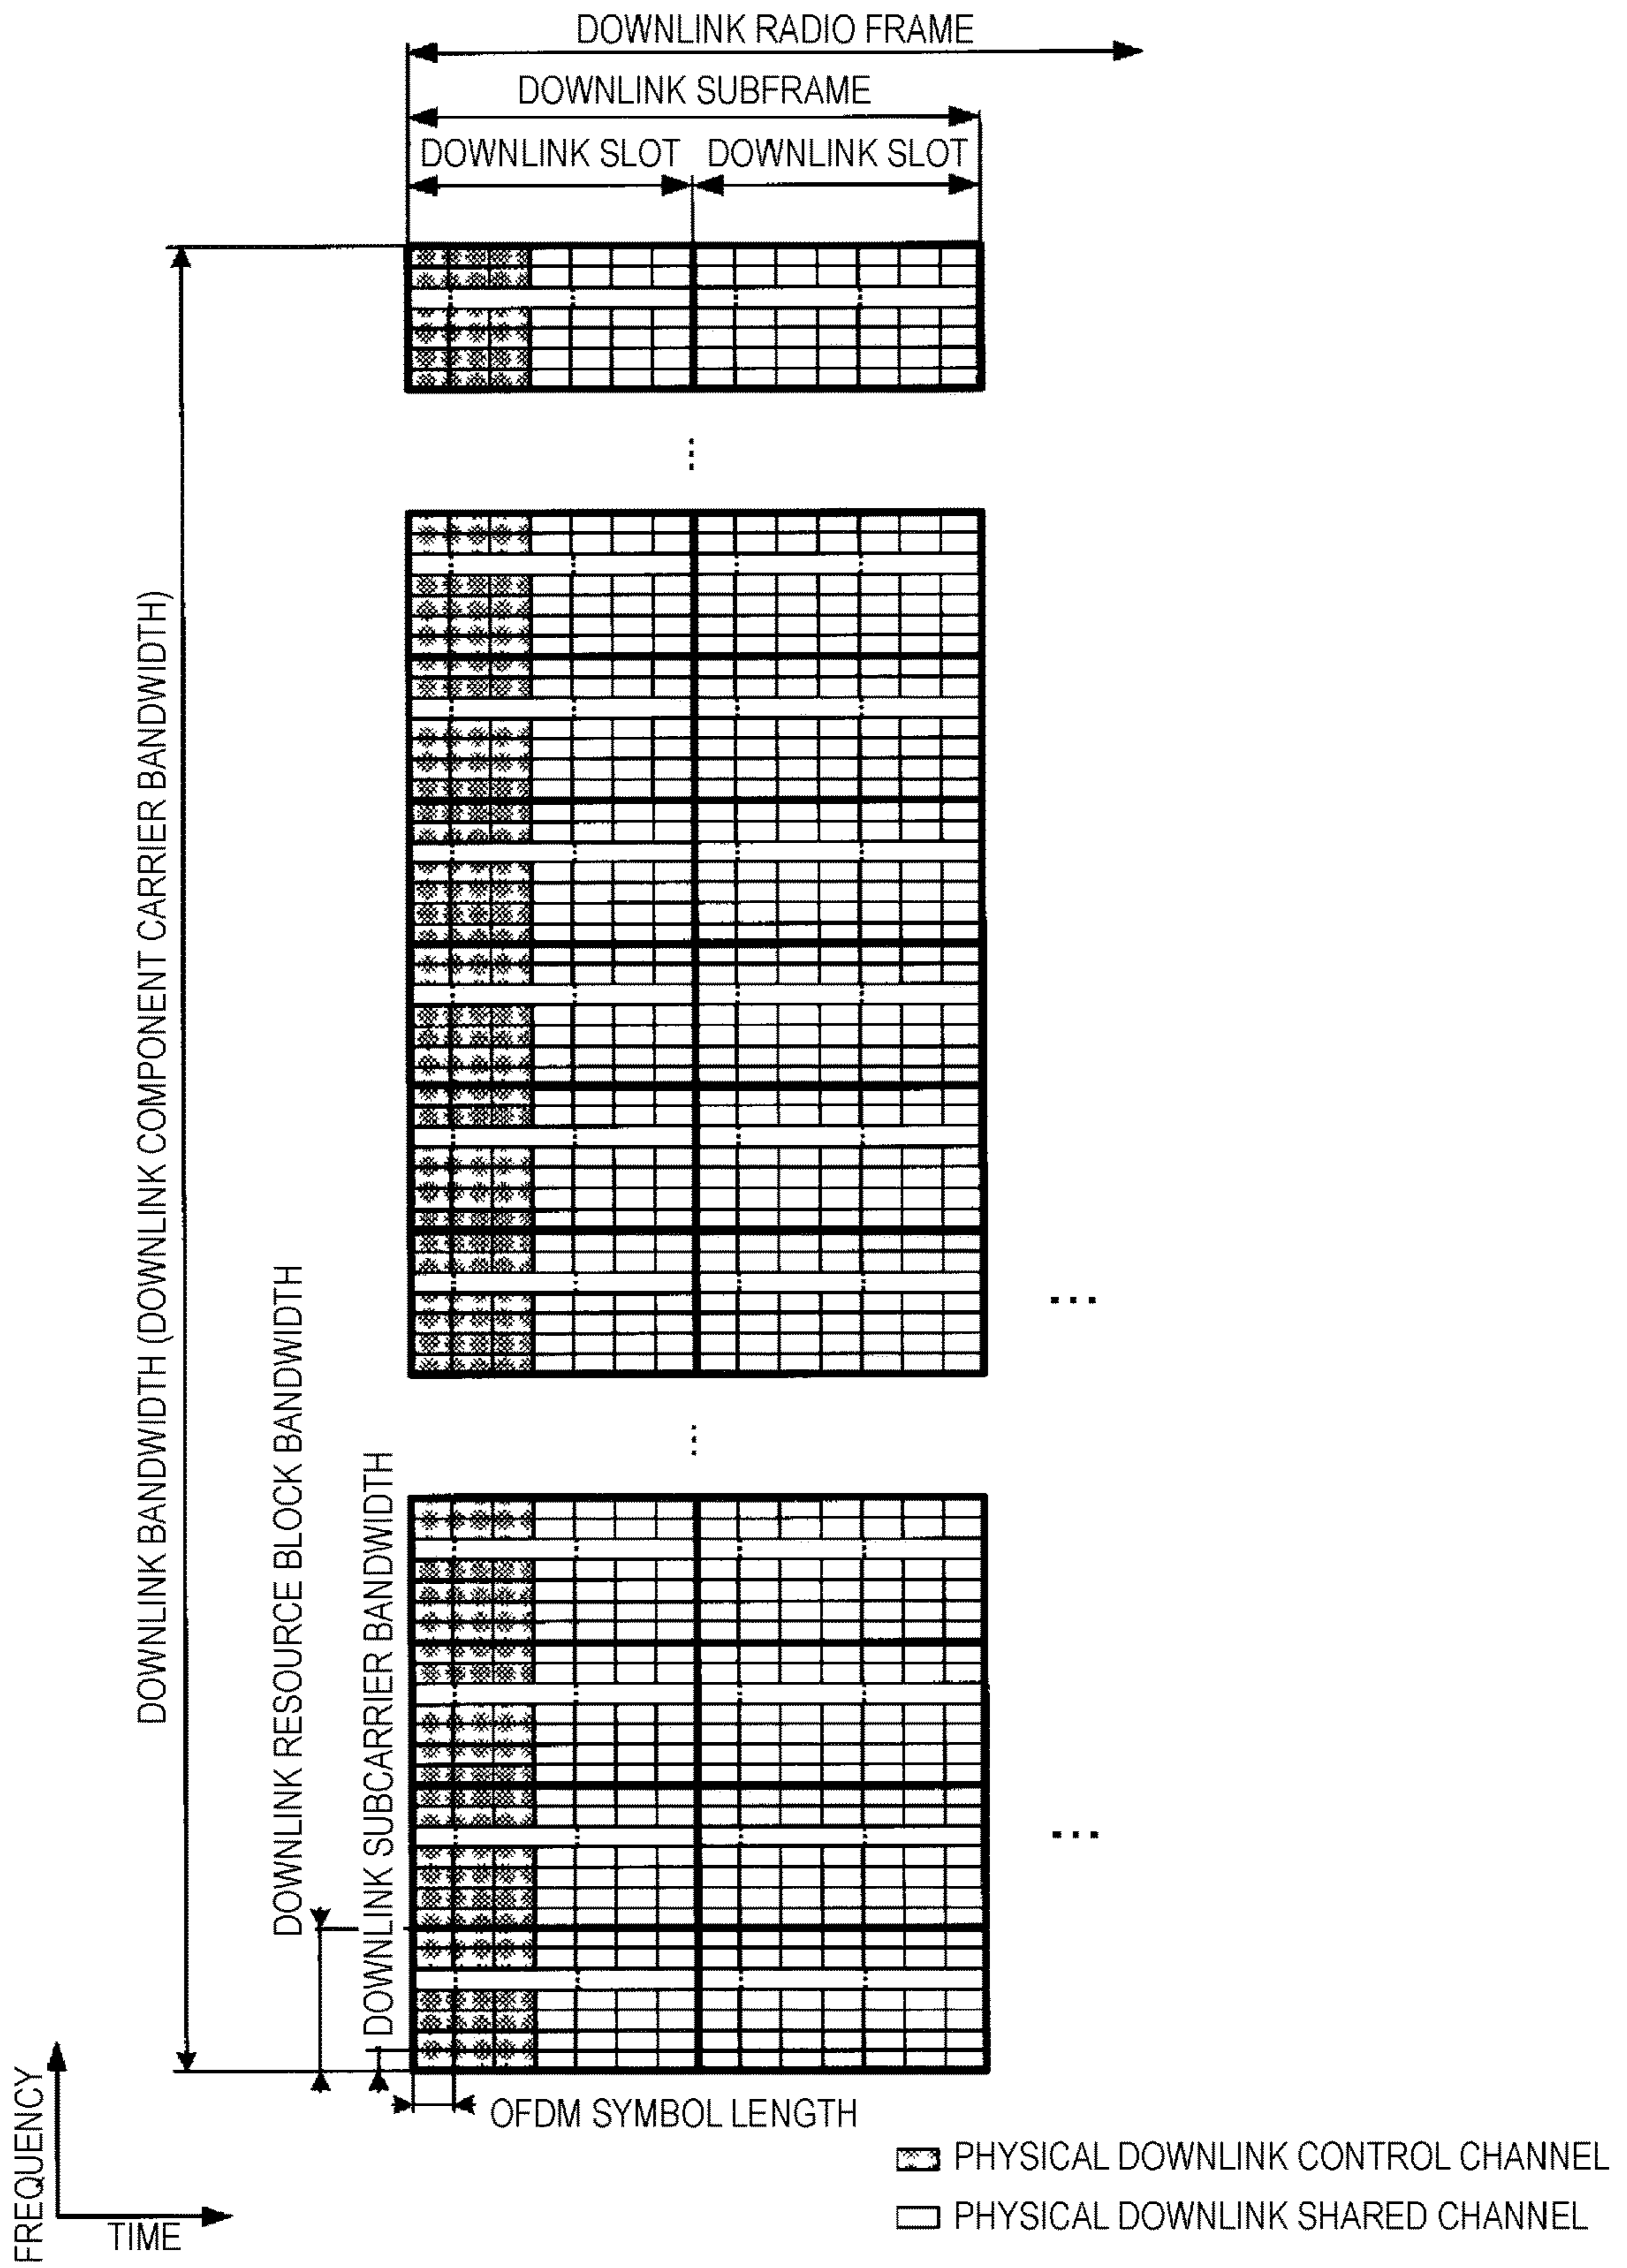 DOWNLINK RADIO FRAME
DOWNLINK SUBFRAME
DOWNLINK SLOT DOWNLINK SLOT
DOWNLINK BANDWIDTH (DOWNLINK COMPONENT CARRIER BANDWIDTH)
DOWNLINK RESOURCE BLOCK BANDWIDTH
DOWNLINK SUBCARRIER BANDWIDTH
OFDM SYMBOL LENGTH
FREQUENCY
TIME
PHYSICAL DOWNLINK CONTROL CHANNEL
PHYSICAL DOWNLINK SHARED CHANNEL